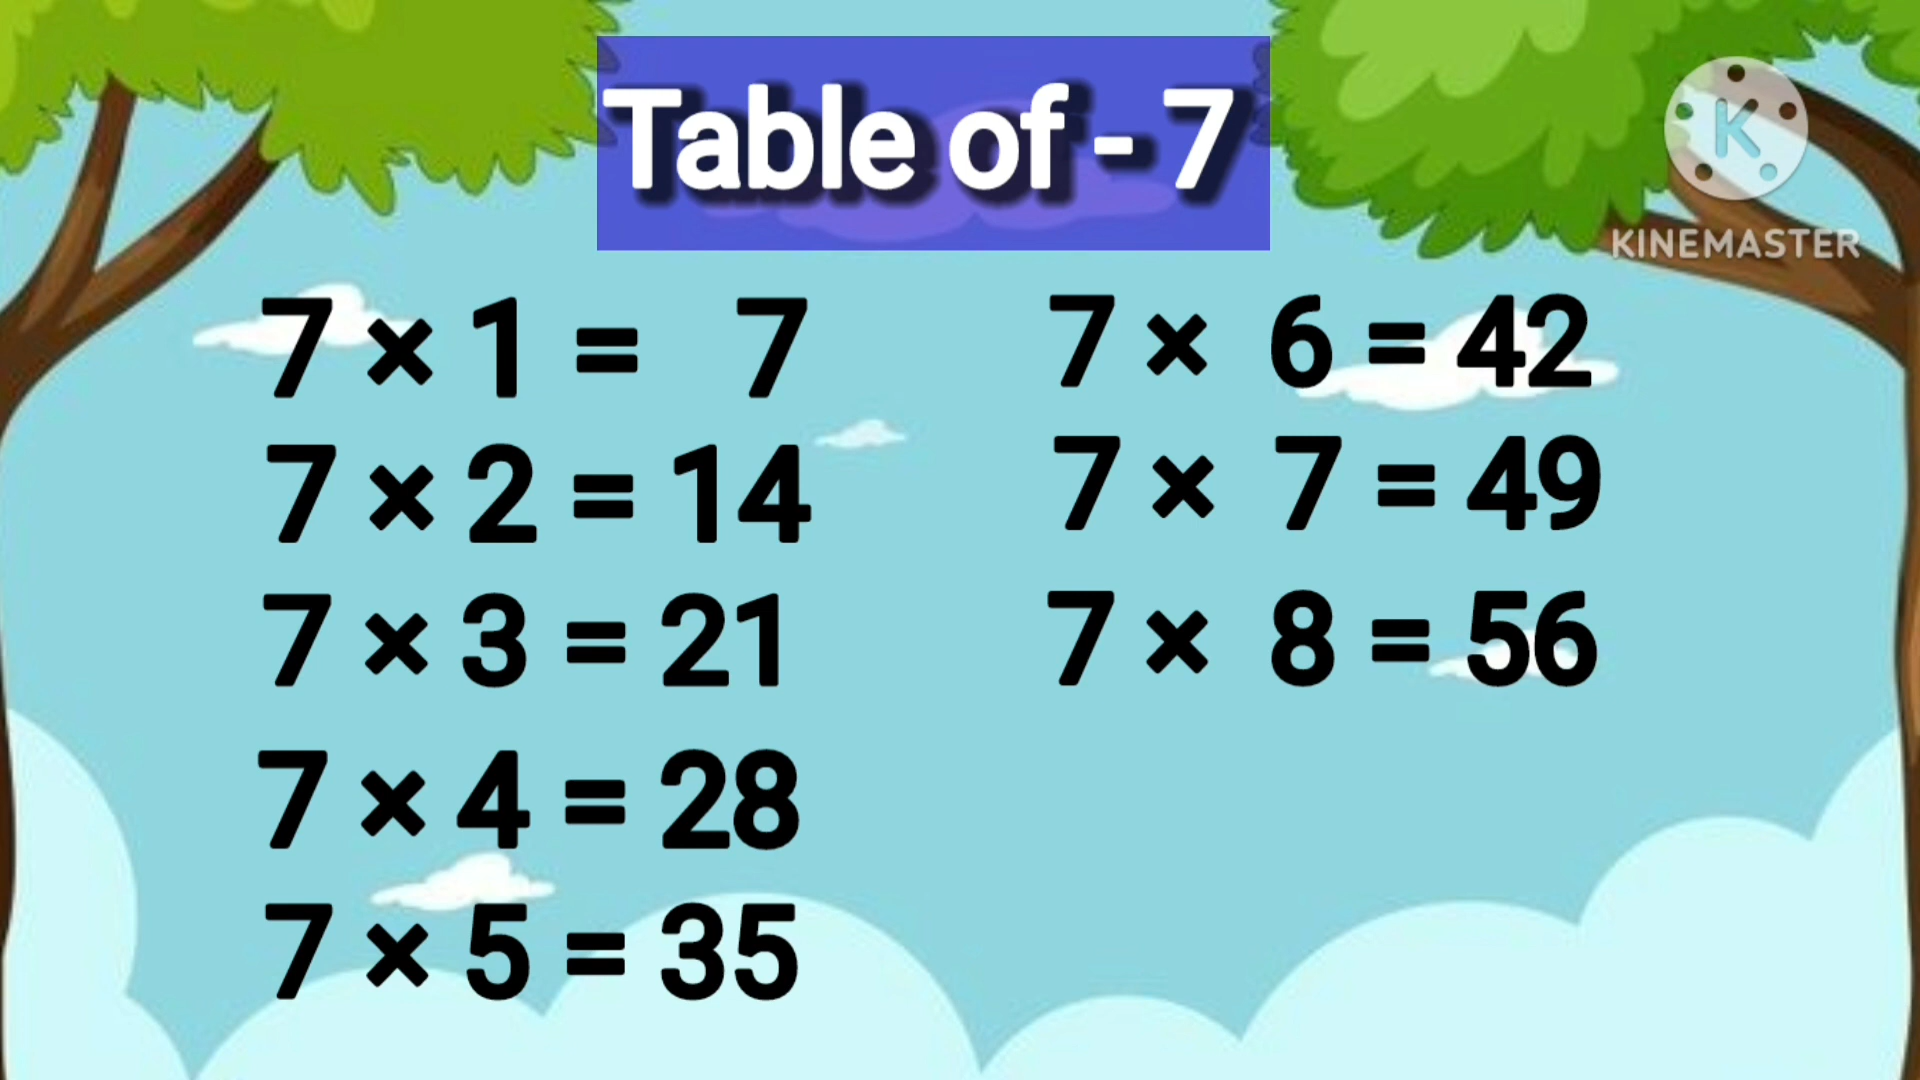 Table of - 7
K
KINEMASTER
7 × 1 = 7
7 × 2 = 14
7 × 3 = 21
7 × 4 = 28
7 × 5 = 35
7 × 6 = 42
7 × 7 = 49
7 × 8 = 56